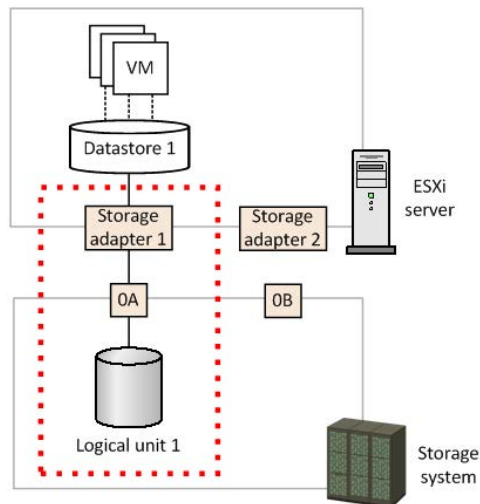 VM
Datastore 1
Storage
adapter 1
Storage
adapter 2
ESXi
server
0A
0B
Logical unit 1
Storage
system